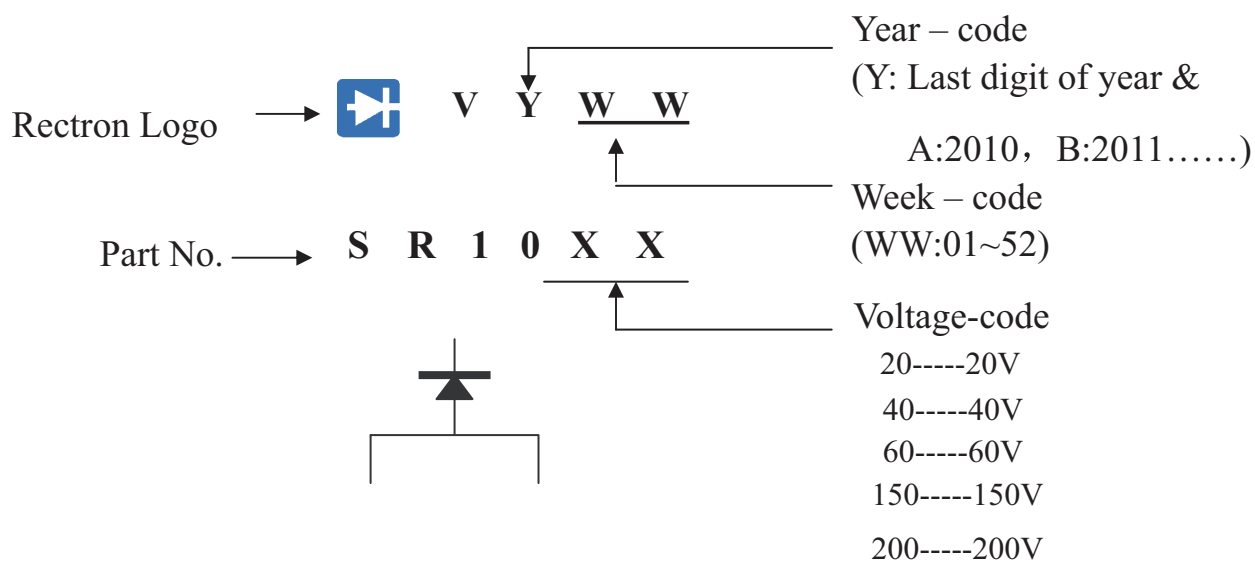 Year – code
(Y: Last digit of year &
A:2010，B:2011……)
Rectron Logo
V Y W W
Week – code
(WW:01~52)
Part No.
S R 1 0 X X
Voltage-code
20-----20V
40-----40V
60-----60V
150-----150V
200-----200V